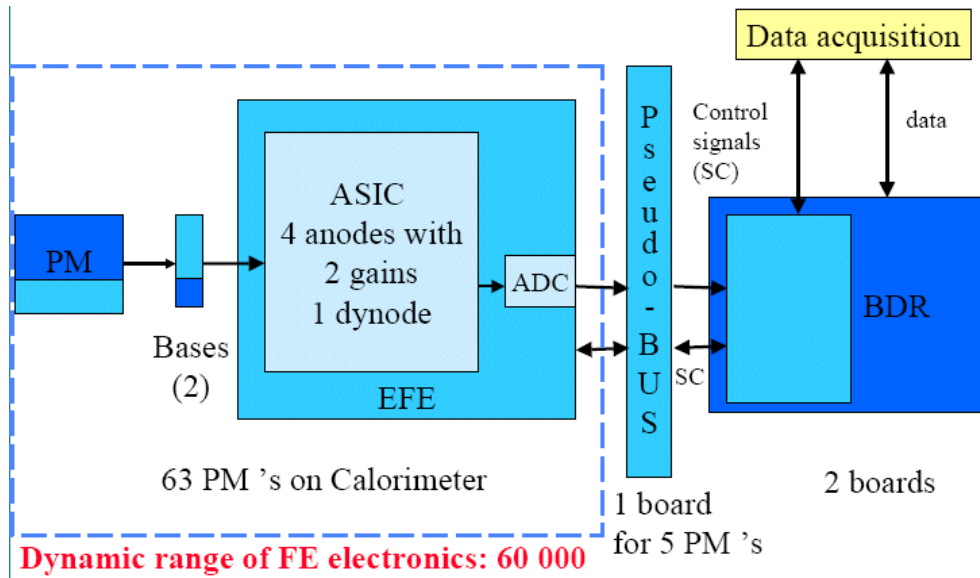 Data acquisition
Control
signals
(SC)
data
PM
Bases
(2)
ASIC
4 anodes with
2 gains
1 dynode
ADC
EFE
Pseudo-BUS
SC
BDR
63 PM ’s on Calorimeter
1 board
for 5 PM ’s
2 boards
Dynamic range of FE electronics: 60 000